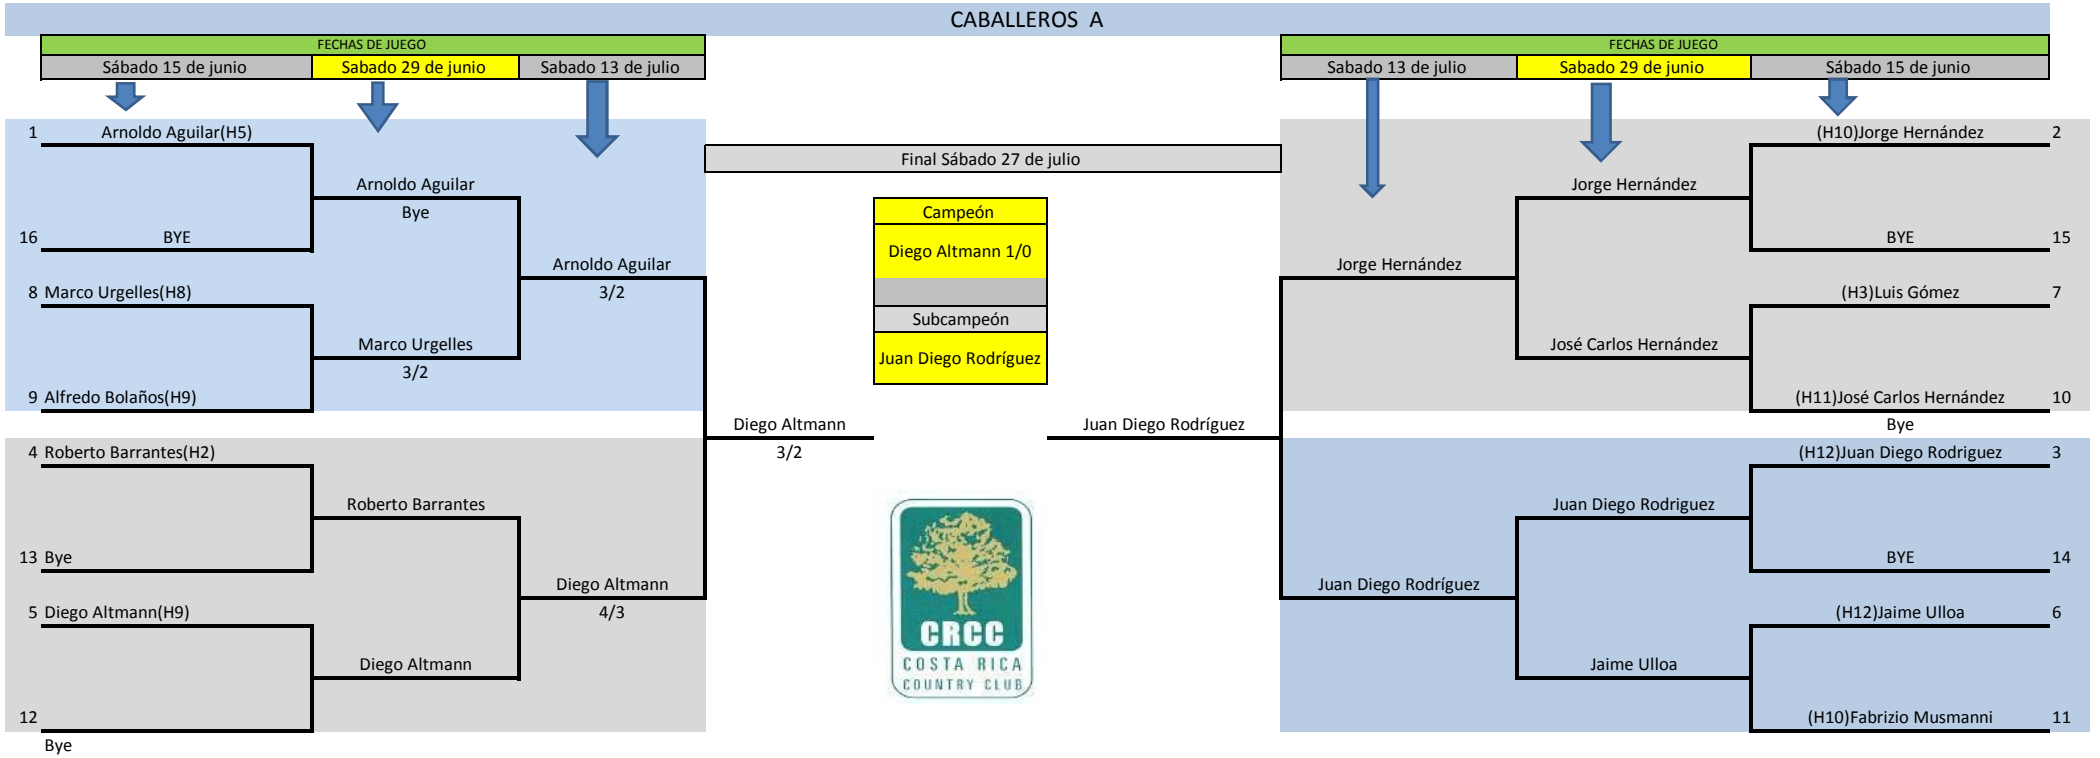 CABALLEROS  A
FECHAS DE JUEGO
FECHAS DE JUEGO
Sábado 15 de junio
Sabado 29 de junio
Sabado 13 de julio
Sabado 13 de julio
Sabado 29 de junio
Sábado 15 de junio
1 Arnoldo Aguilar(H5)
(H10)Jorge Hernández 2
Final Sábado 27 de julio
Arnoldo Aguilar
Bye
Jorge Hernández
Campeón
16 BYE
BYE 15
Diego Altmann 1/0
Arnoldo Aguilar
3/2
Jorge Hernández
8 Marco Urgelles(H8)
(H3)Luis Gómez 7
Subcampeón
Marco Urgelles
3/2
José Carlos Hernández
Juan Diego Rodríguez
9 Alfredo Bolaños(H9)
(H11)José Carlos Hernández 10
Bye
Diego Altmann
3/2
Juan Diego Rodríguez
4 Roberto Barrantes(H2)
(H12)Juan Diego Rodriguez 3
Roberto Barrantes
Juan Diego Rodriguez
13 Bye
BYE 14
Diego Altmann
4/3
Juan Diego Rodríguez
5 Diego Altmann(H9)
(H12)Jaime Ulloa 6
CRCC
COSTA RICA
COUNTRY CLUB
Diego Altmann
Jaime Ulloa
12
Bye
(H10)Fabrizio Musmanni 11